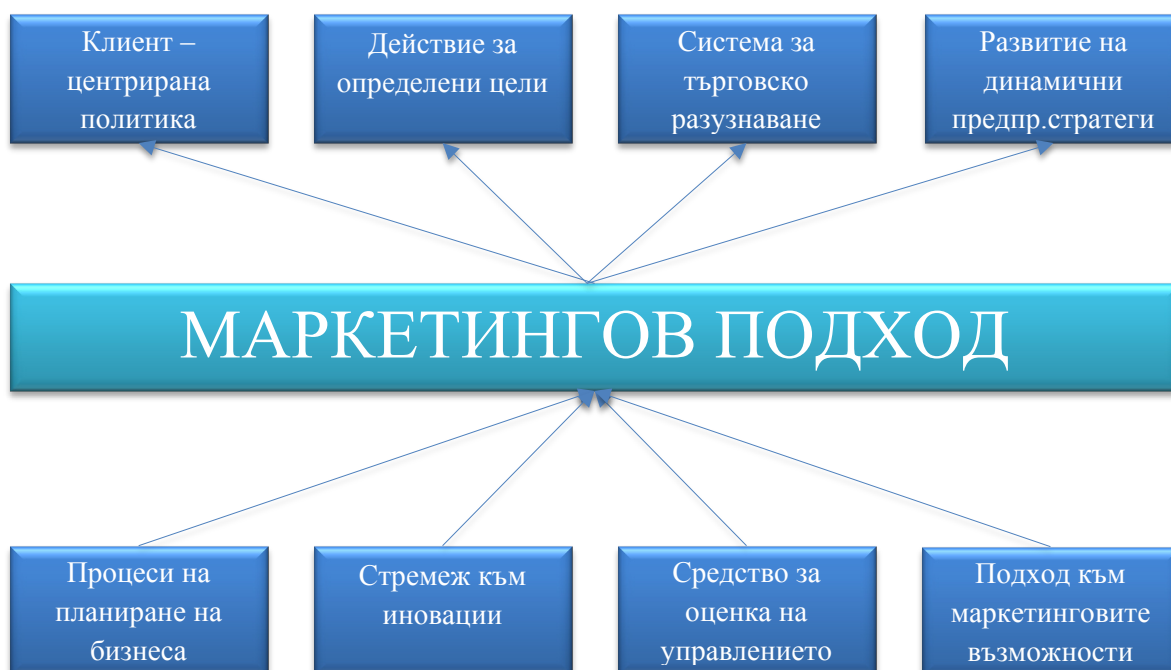 Клиент –
центрирана
политика
Действие за
определени цели
Система за
търговско
разузнаване
Развитие на
динамични
предпр.стратеги
МАРКЕТИНГОВ ПОДХОД
Процеси на
планиране на
бизнеса
Стремеж към
иновации
Средство за
оценка на
управлението
Подход към
маркетинговите
възможности